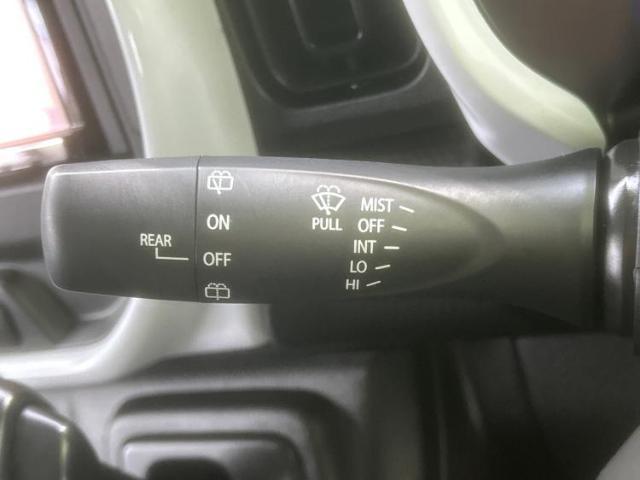 REAR
ON
OFF
PULL
MIST
OFF
INT
LO
HI